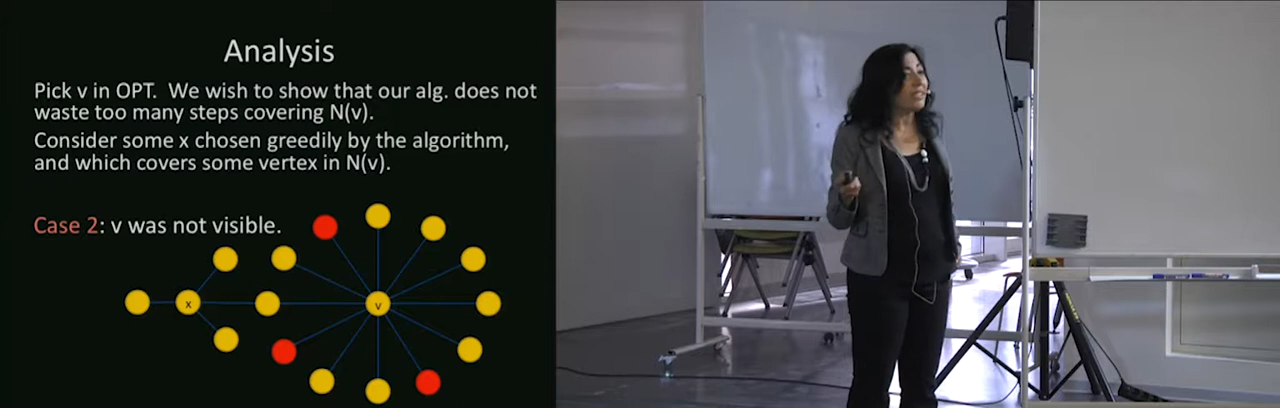 Analysis
Pick v in OPT. We wish to show that our alg. does not
waste too many steps covering N(v).
Consider some x chosen greedily by the algorithm,
and which covers some vertex in N(v).
Case 2: v was not visible.
x
v